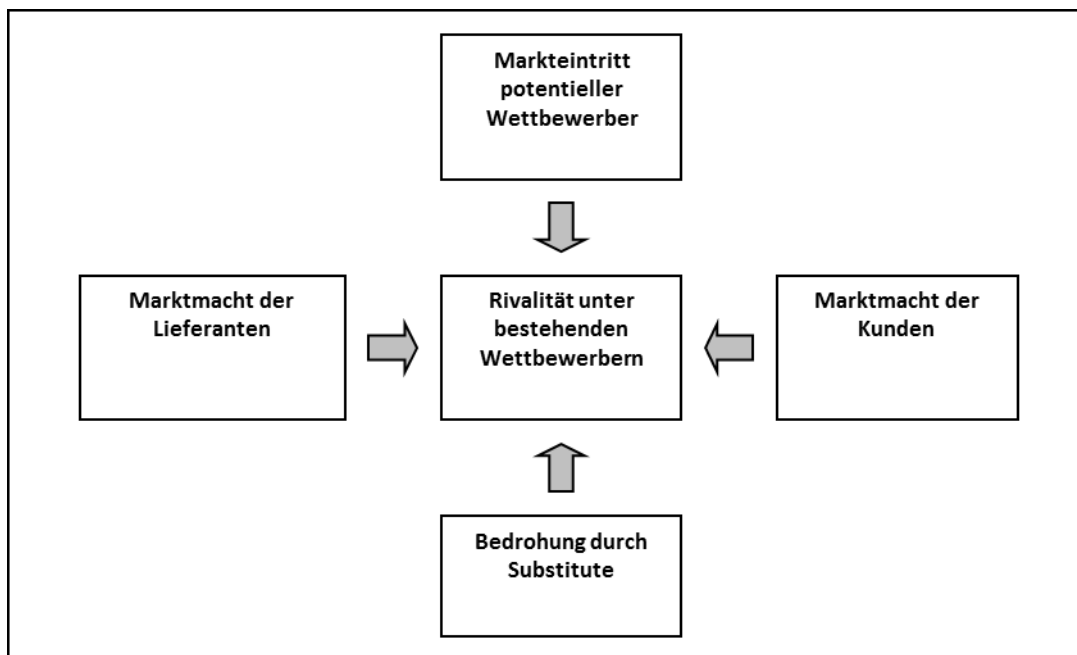 Markteintritt
potentieller
Wettbewerber
Marktmacht der
Lieferanten
Rivalität unter
bestehenden
Wettbewerbern
Marktmacht der
Kunden
Bedrohung durch
Substitute